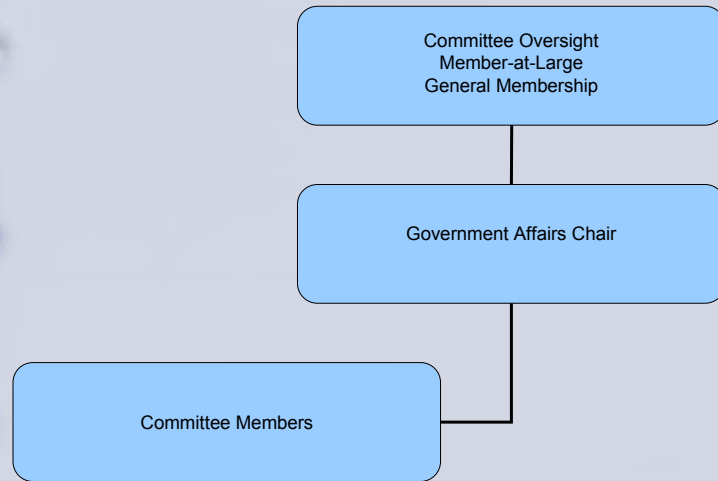 Committee Oversight
Member-at-Large
General Membership
Government Affairs Chair
Committee Members